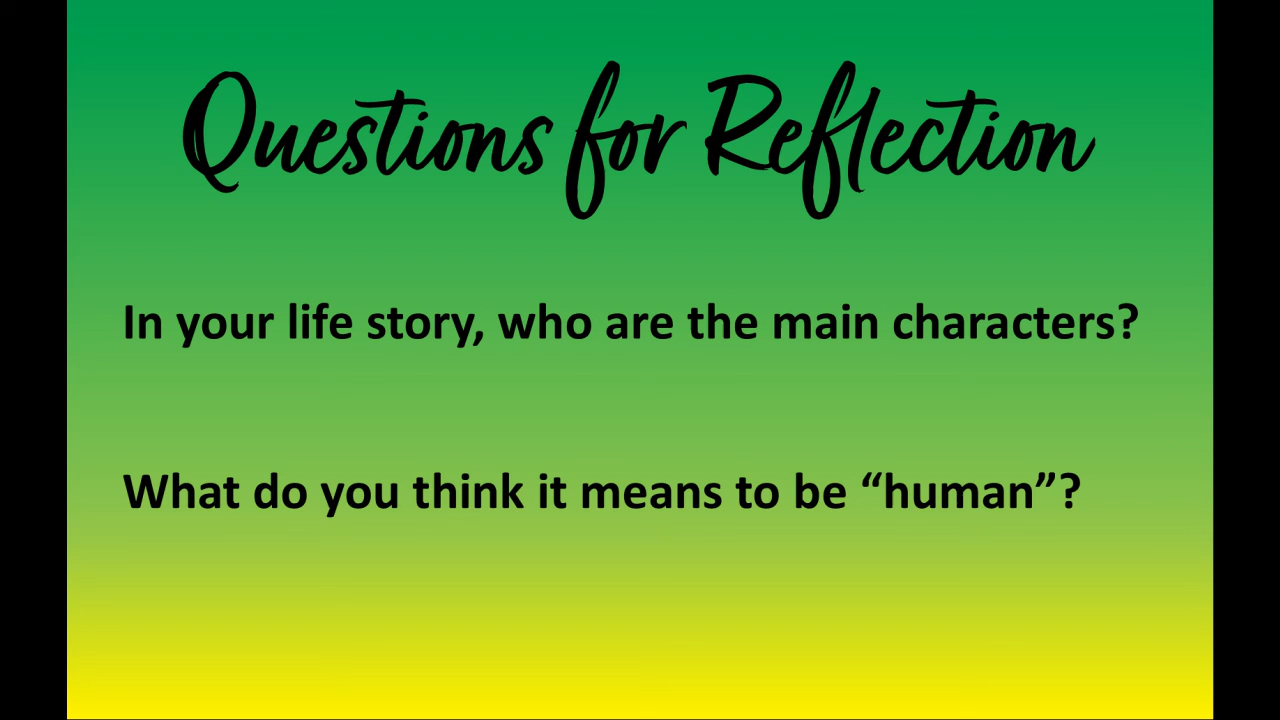 Questions for Reflection
In your life story, who are the main characters?
What do you think it means to be “human”?